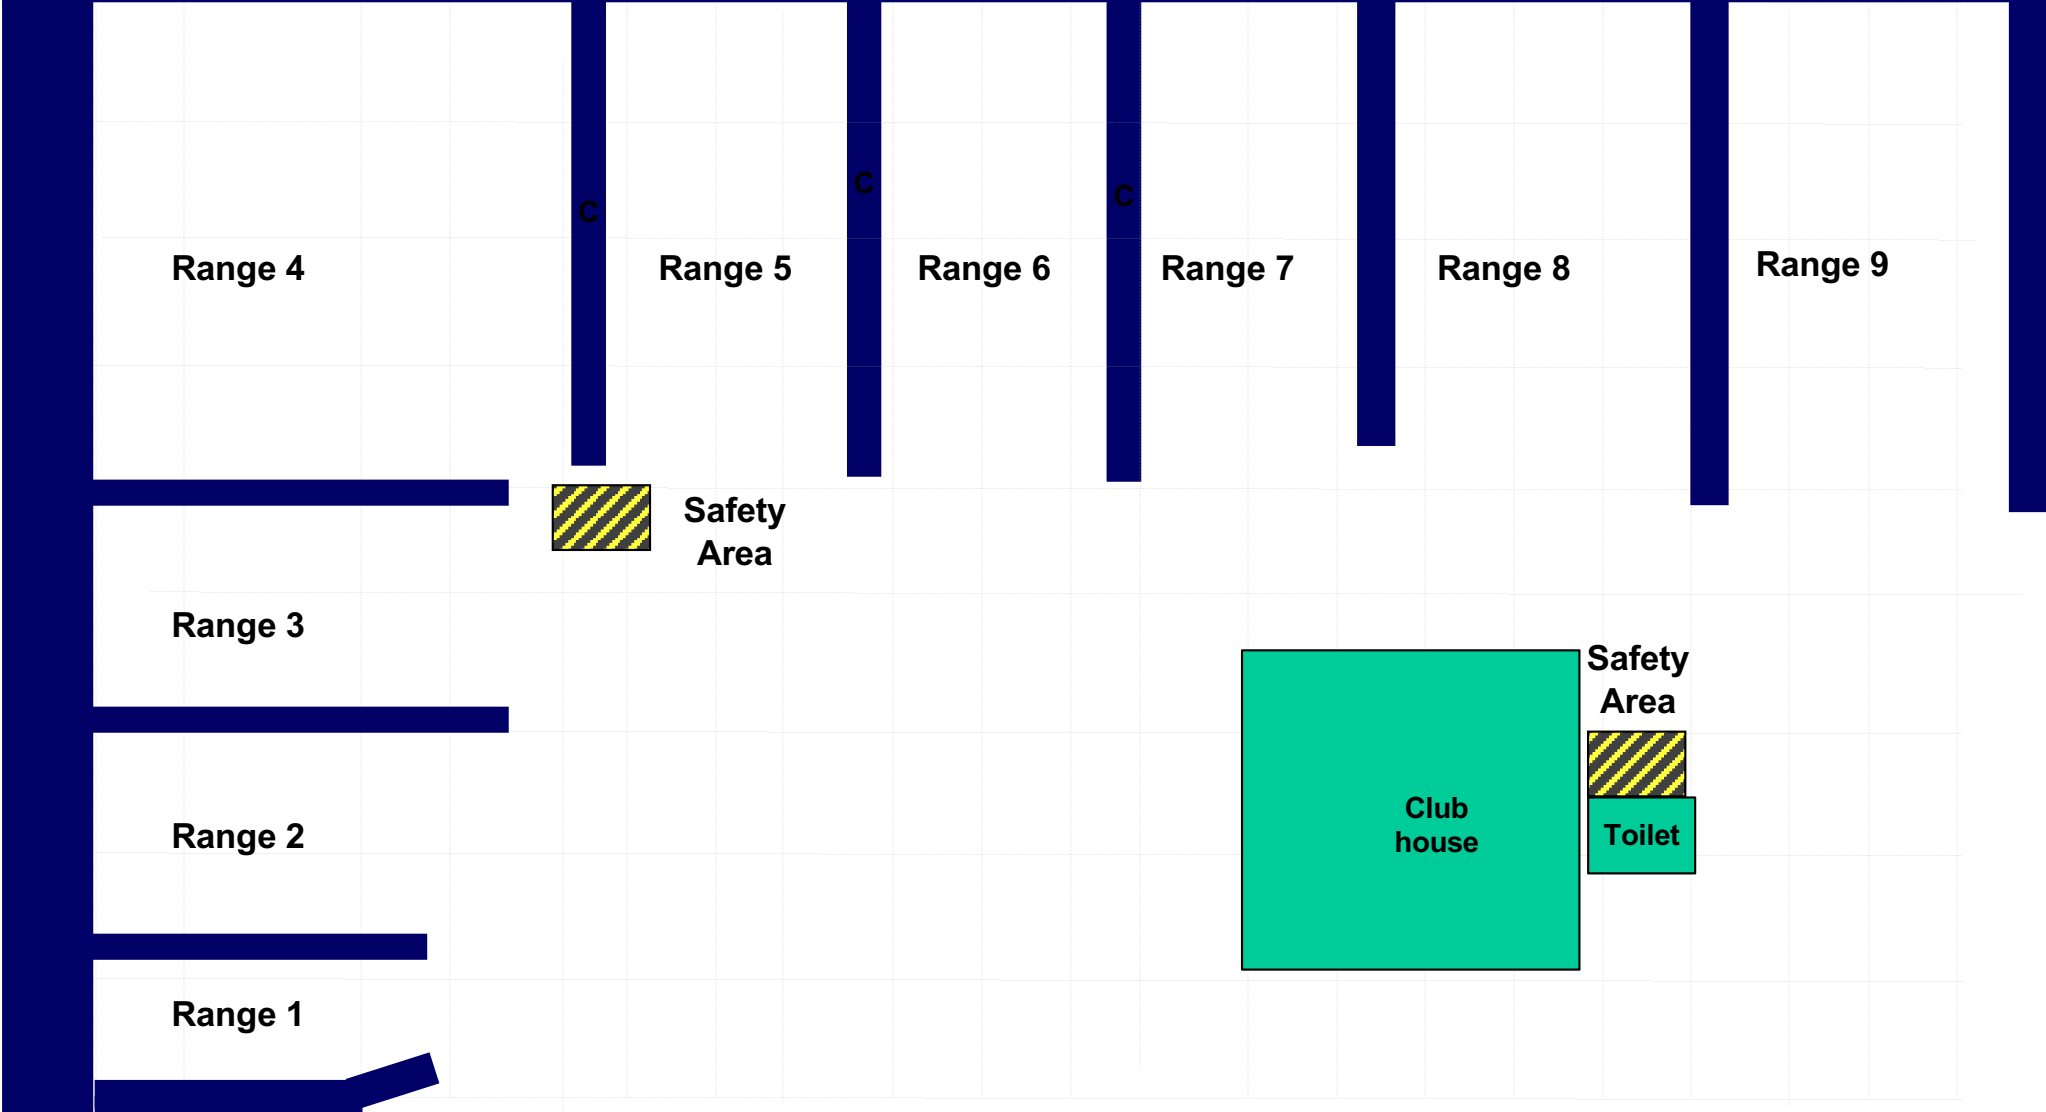 C
C
C
Range 4
Range 5
Range 6
Range 7
Range 8
Range 9
Safety
Area
Range 3
Safety
Area
Club
house
Toilet
Range 2
Range 1